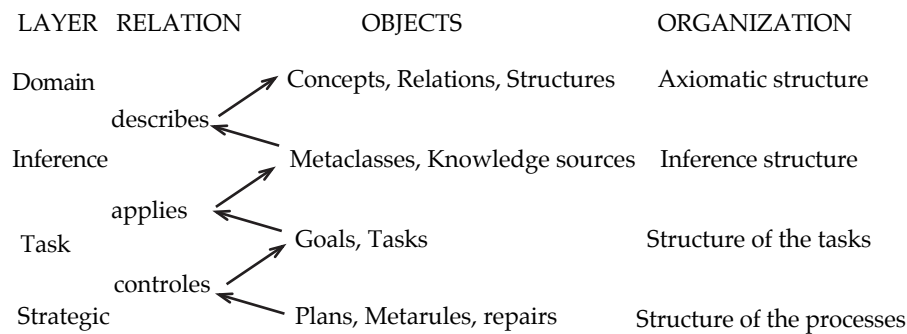 LAYER RELATION OBJECTS ORGANIZATION
Domain Concepts, Relations, Structures Axiomatic structure
describes
Inference Metaclasses, Knowledge sources Inference structure
applies
Task Goals, Tasks Structure of the tasks
controles
Strategic Plans, Metarules, repairs Structure of the processes